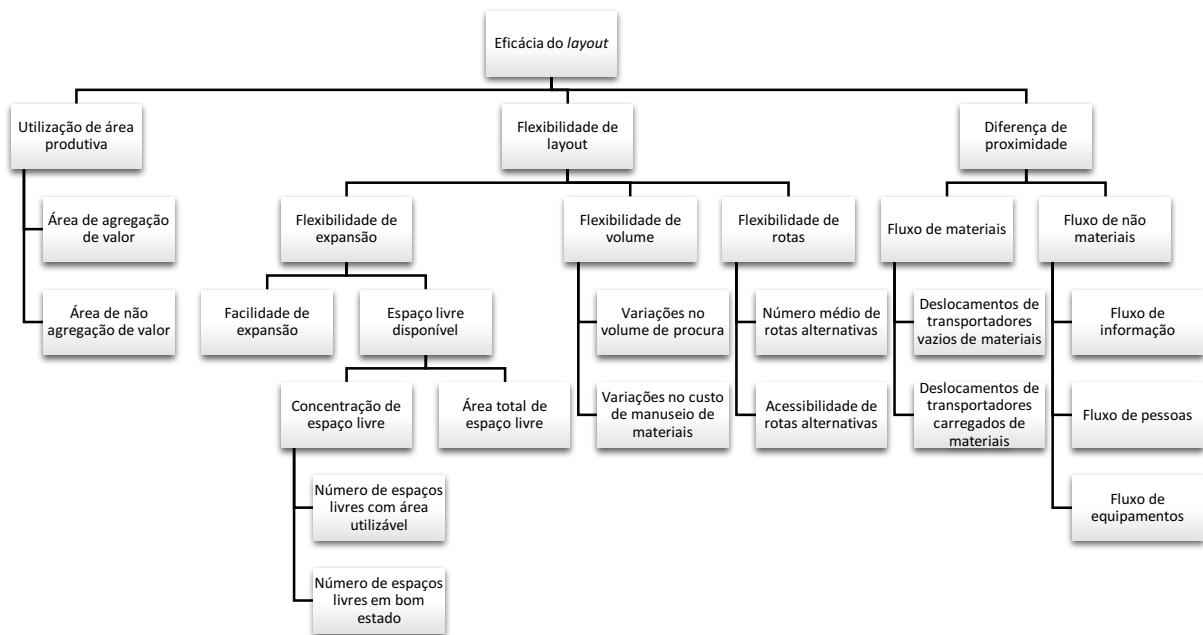 Eficácia do layout
Utilização de área
produtiva
Flexibilidade de
layout
Diferença de
proximidade
Área de agregação
de valor
Área de não
agregação de valor
Flexibilidade de
expansão
Flexibilidade de
volume
Flexibilidade de
rotas
Fluxo de materiais
Fluxo de não
materiais
Facilidade de
expansão
Espaço livre
disponível
Variações no
volume de procura
Número médio de
rotas alternativas
Deslocamentos de
transportadores
vazios de materiais
Fluxo de
informação
Concentração de
espaço livre
Área total de
espaço livre
Variações no custo
de manuseio de
materiais
Acessibilidade de
rotas alternativas
Deslocamentos de
transportadores
carregados de
materiais
Fluxo de pessoas
Número de espaços
livres com área
utilizável
Fluxo de
equipamentos
Número de espaços
livres em bom
estado